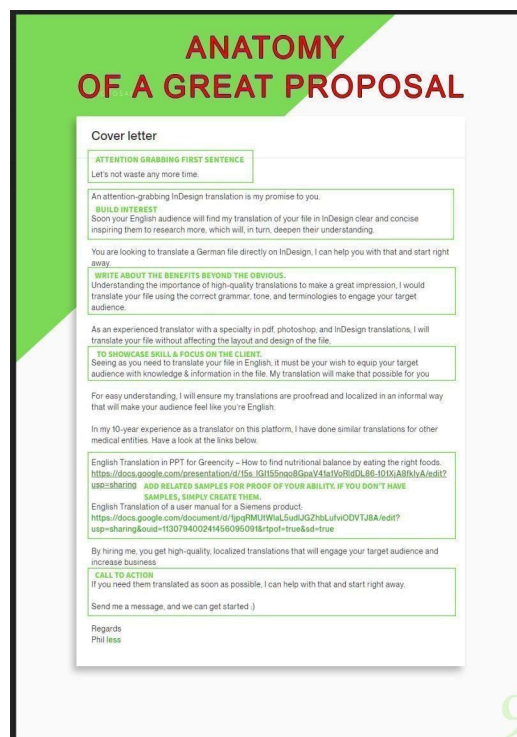 ANATOMY
OF A GREAT PROPOSAL
Cover letter
ATTENTION GRABBING FIRST SENTENCE
Let's not waste any more time.
An attention-grabbing InDesign translation is my promise to you.
BUILD INTEREST
Soon your English audience will find my translation of your file in InDesign clear and concise
inspiring them to research more, which will, in turn, deepen their understanding.
You are looking to translate a German file directly on InDesign, I can help you with that and start right
away.
WRITE ABOUT THE BENEFITS BEYOND THE OBVIOUS.
Understanding the importance of high-quality translations to make a great impression, I would
translate your file using the correct grammar, tone, and terminologies to engage your target
audience.
As an experienced translator with a specialty in pdf, photoshop, and InDesign translations, I will
translate your file without affecting the layout and design of the file,
TO SHOWCASE SKILL & FOCUS ON THE CLIENT.
Seeing as you need to translate your file in English, it must be your wish to equip your target
audience with knowledge & information in the file. My translation will make that possible for you
For easy understanding, I will ensure my translations are proofread and localized in an informal way
that will make your audience feel like you're English.
In my 10-year experience as a translator on this platform, I have done similar translations for other
medical entities. Have a look at the links below.
English Translation in PPT for Greencity – How to find nutritional balance by eating the right foods.
usp=sharing ADD RELATED SAMPLES FOR PROOF OF YOUR ABILITY. IF YOU DON'T HAVE
SAMPLES, SIMPLY CREATE THEM.
English Translation of a user manual for a Siemens product.
usp=sharing&ouid=113079400241456095091&rtpof=true&sd=true
By hiring me, you get high-quality, localized translations that will engage your target audience and
increase business
CALL TO ACTION
If you need them translated as soon as possible, I can help with that and start right away.
Send me a message, and we can get started :)
Regards
Phil less
9